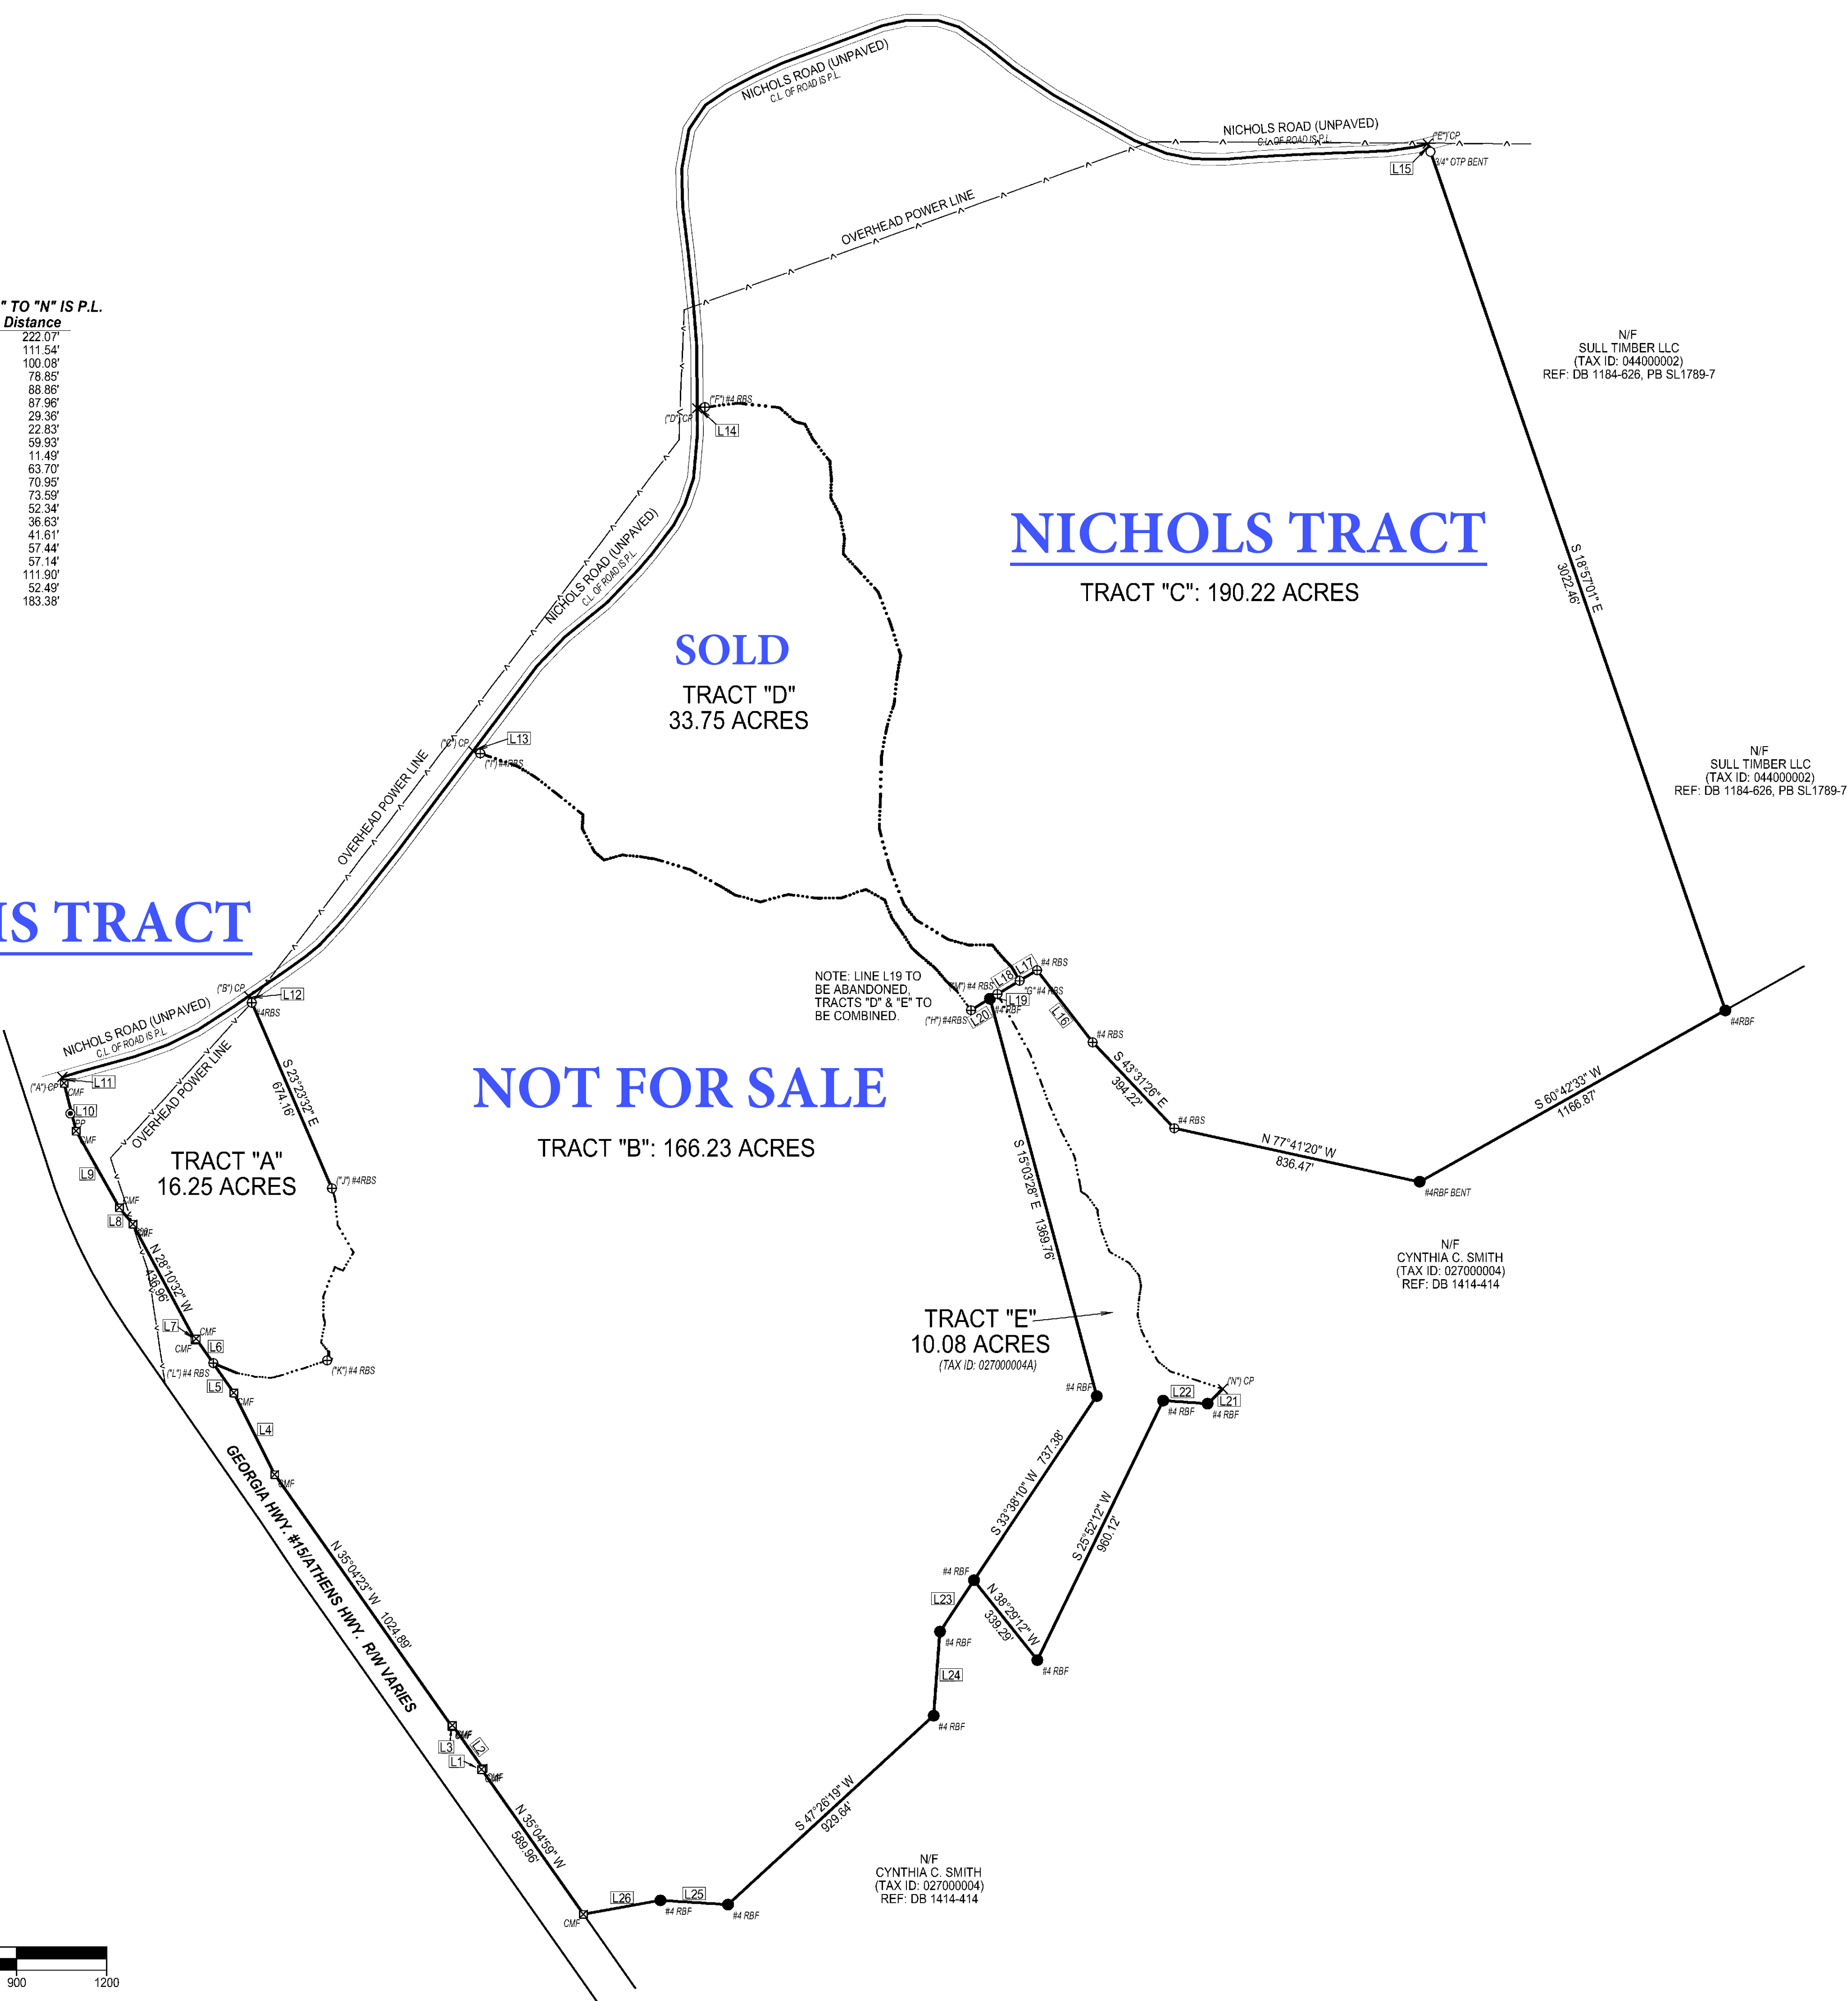 NICHOLS ROAD (UNPAVED)
C.L. OF ROAD IS P.L.
NICHOLS ROAD (UNPAVED)
C.L. OF ROAD IS P.L.
("E") CP
3/4" OTP BENT
L15
OVERHEAD POWER LINE
" TO "N" IS P.L.
Distance
222.07'
111.54'
100.08'
78.85'
88.86'
87.96'
29.36'
22.83'
59.93'
11.49'
63.70'
70.95'
73.59'
52.34'
36.63'
41.61'
57.44'
57.14'
111.90'
52.49'
183.38'
N/F
SULL TIMBER LLC
(TAX ID: 044000002)
REF: DB 1184-626, PB SL1789-7
("F") #4 RBS
("D") CP
L14
NICHOLS TRACT
TRACT "C": 190.22 ACRES
S 18°57'01" E
3022.46'
NICHOLS ROAD (UNPAVED)
C.L. OF ROAD IS P.L.
SOLD
TRACT "D"
33.75 ACRES
("C") CP
L13
("I") #4RBS
OVERHEAD POWER LINE
N/F
SULL TIMBER LLC
(TAX ID: 044000002)
REF: DB 1184-626, PB SL1789-7
IS TRACT
("B") CP
L12
#4RBS
NOTE: LINE L19 TO
BE ABANDONED,
TRACTS "D" & "E" TO
BE COMBINED.
("M") #4 RBS
L18
L17
#4 RBS
"G" #4 RBS
L19
#4 RBF
L20
("H") #4RBS
L16
#4 RBS
#4RBF
NICHOLS ROAD (UNPAVED)
C.L. OF ROAD IS P.L.
("A") CP
L11
CMF
L10
PP
CMF
OVERHEAD POWER LINE
S 23°23'32" E
674.16'
NOT FOR SALE
TRACT "B": 166.23 ACRES
S 43°31'26" E
394.22'
#4 RBS
N 77°41'20" W
836.47'
S 60°42'33" W
1166.87'
#4RBF BENT
L9
TRACT "A"
16.25 ACRES
("J") #4RBS
CMF
L8
CMF
N 28°10'32" W
436.96'
S 15°03'28" E 1369.76'
N/F
CYNTHIA C. SMITH
(TAX ID: 027000004)
REF: DB 1414-414
TRACT "E"
10.08 ACRES
(TAX ID: 027000004A)
L7
CMF
CMF
L6
("L") #4 RBS
("K") #4 RBS
L5
CMF
#4 RBF
("N") CP
L22
L21
#4 RBF
#4 RBF
L4
CMF
GEORGIA HWY. #15/ATHENS HWY. R/W VARIES
N 35°04'23" W 1024.89'
S 33°38'10" W 737.38'
S 25°52'12" W
960.12'
#4 RBF
N 38°29'12" W
339.29'
L23
#4 RBF
#4 RBF
L24
#4 RBF
CMF
L3
L2
L1
CMF
N 35°04'59" W
589.96'
S 47°26'19" W
929.64'
N/F
CYNTHIA C. SMITH
(TAX ID: 027000004)
REF: DB 1414-414
L26
L25
#4 RBF
#4 RBF
CMF
900
1200